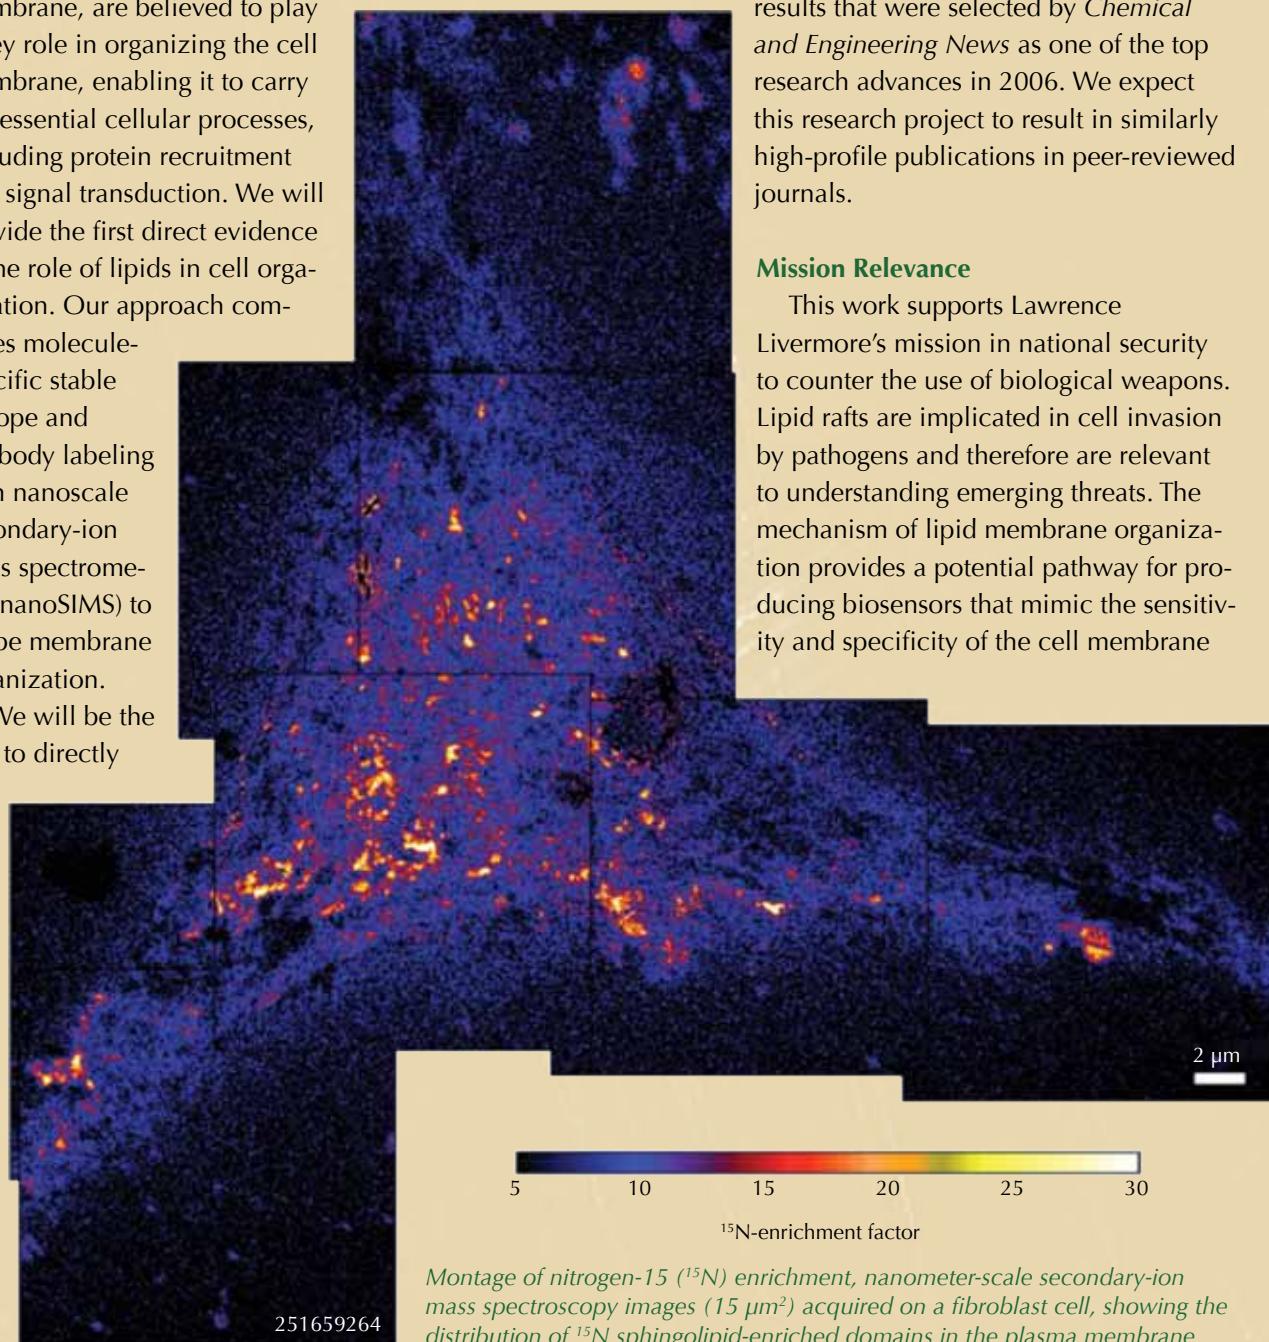 mbrane, are believed to play
ey role in organizing the cell
mbrane, enabling it to carry
essential cellular processes,
luding protein recruitment
signal transduction. We will
vide the first direct evidence
he role of lipids in cell orga-
ation. Our approach com-
es molecule-
cific stable
ope and
body labeling
n nanoscale
ondary-ion
s spectrome-
nanoSIMS) to
be membrane
anization.
We will be the
to directly
results that were selected by Chemical
and Engineering News as one of the top
research advances in 2006. We expect
this research project to result in similarly
high-profile publications in peer-reviewed
journals.
Mission Relevance
This work supports Lawrence
Livermore’s mission in national security
to counter the use of biological weapons.
Lipid rafts are implicated in cell invasion
by pathogens and therefore are relevant
to understanding emerging threats. The
mechanism of lipid membrane organiza-
tion provides a potential pathway for pro-
ducing biosensors that mimic the sensitiv-
ity and specificity of the cell membrane
2 µm
5 10 15 20 25 30
¹⁵N-enrichment factor
251659264
Montage of nitrogen-15 (¹⁵N) enrichment, nanometer-scale secondary-ion
mass spectroscopy images (15 µm²) acquired on a fibroblast cell, showing the
distribution of ¹⁵N sphingolipid-enriched domains in the plasma membrane